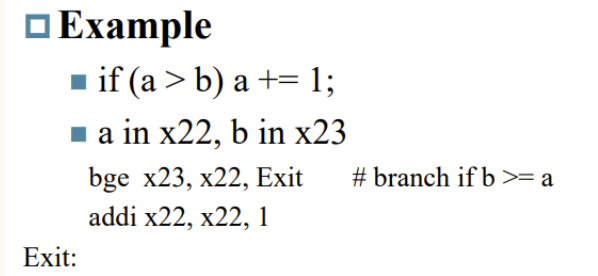 Example
if (a > b) a += 1;
a in x22, b in x23
bge x23, x22, Exit # branch if b >= a
addi x22, x22, 1
Exit: